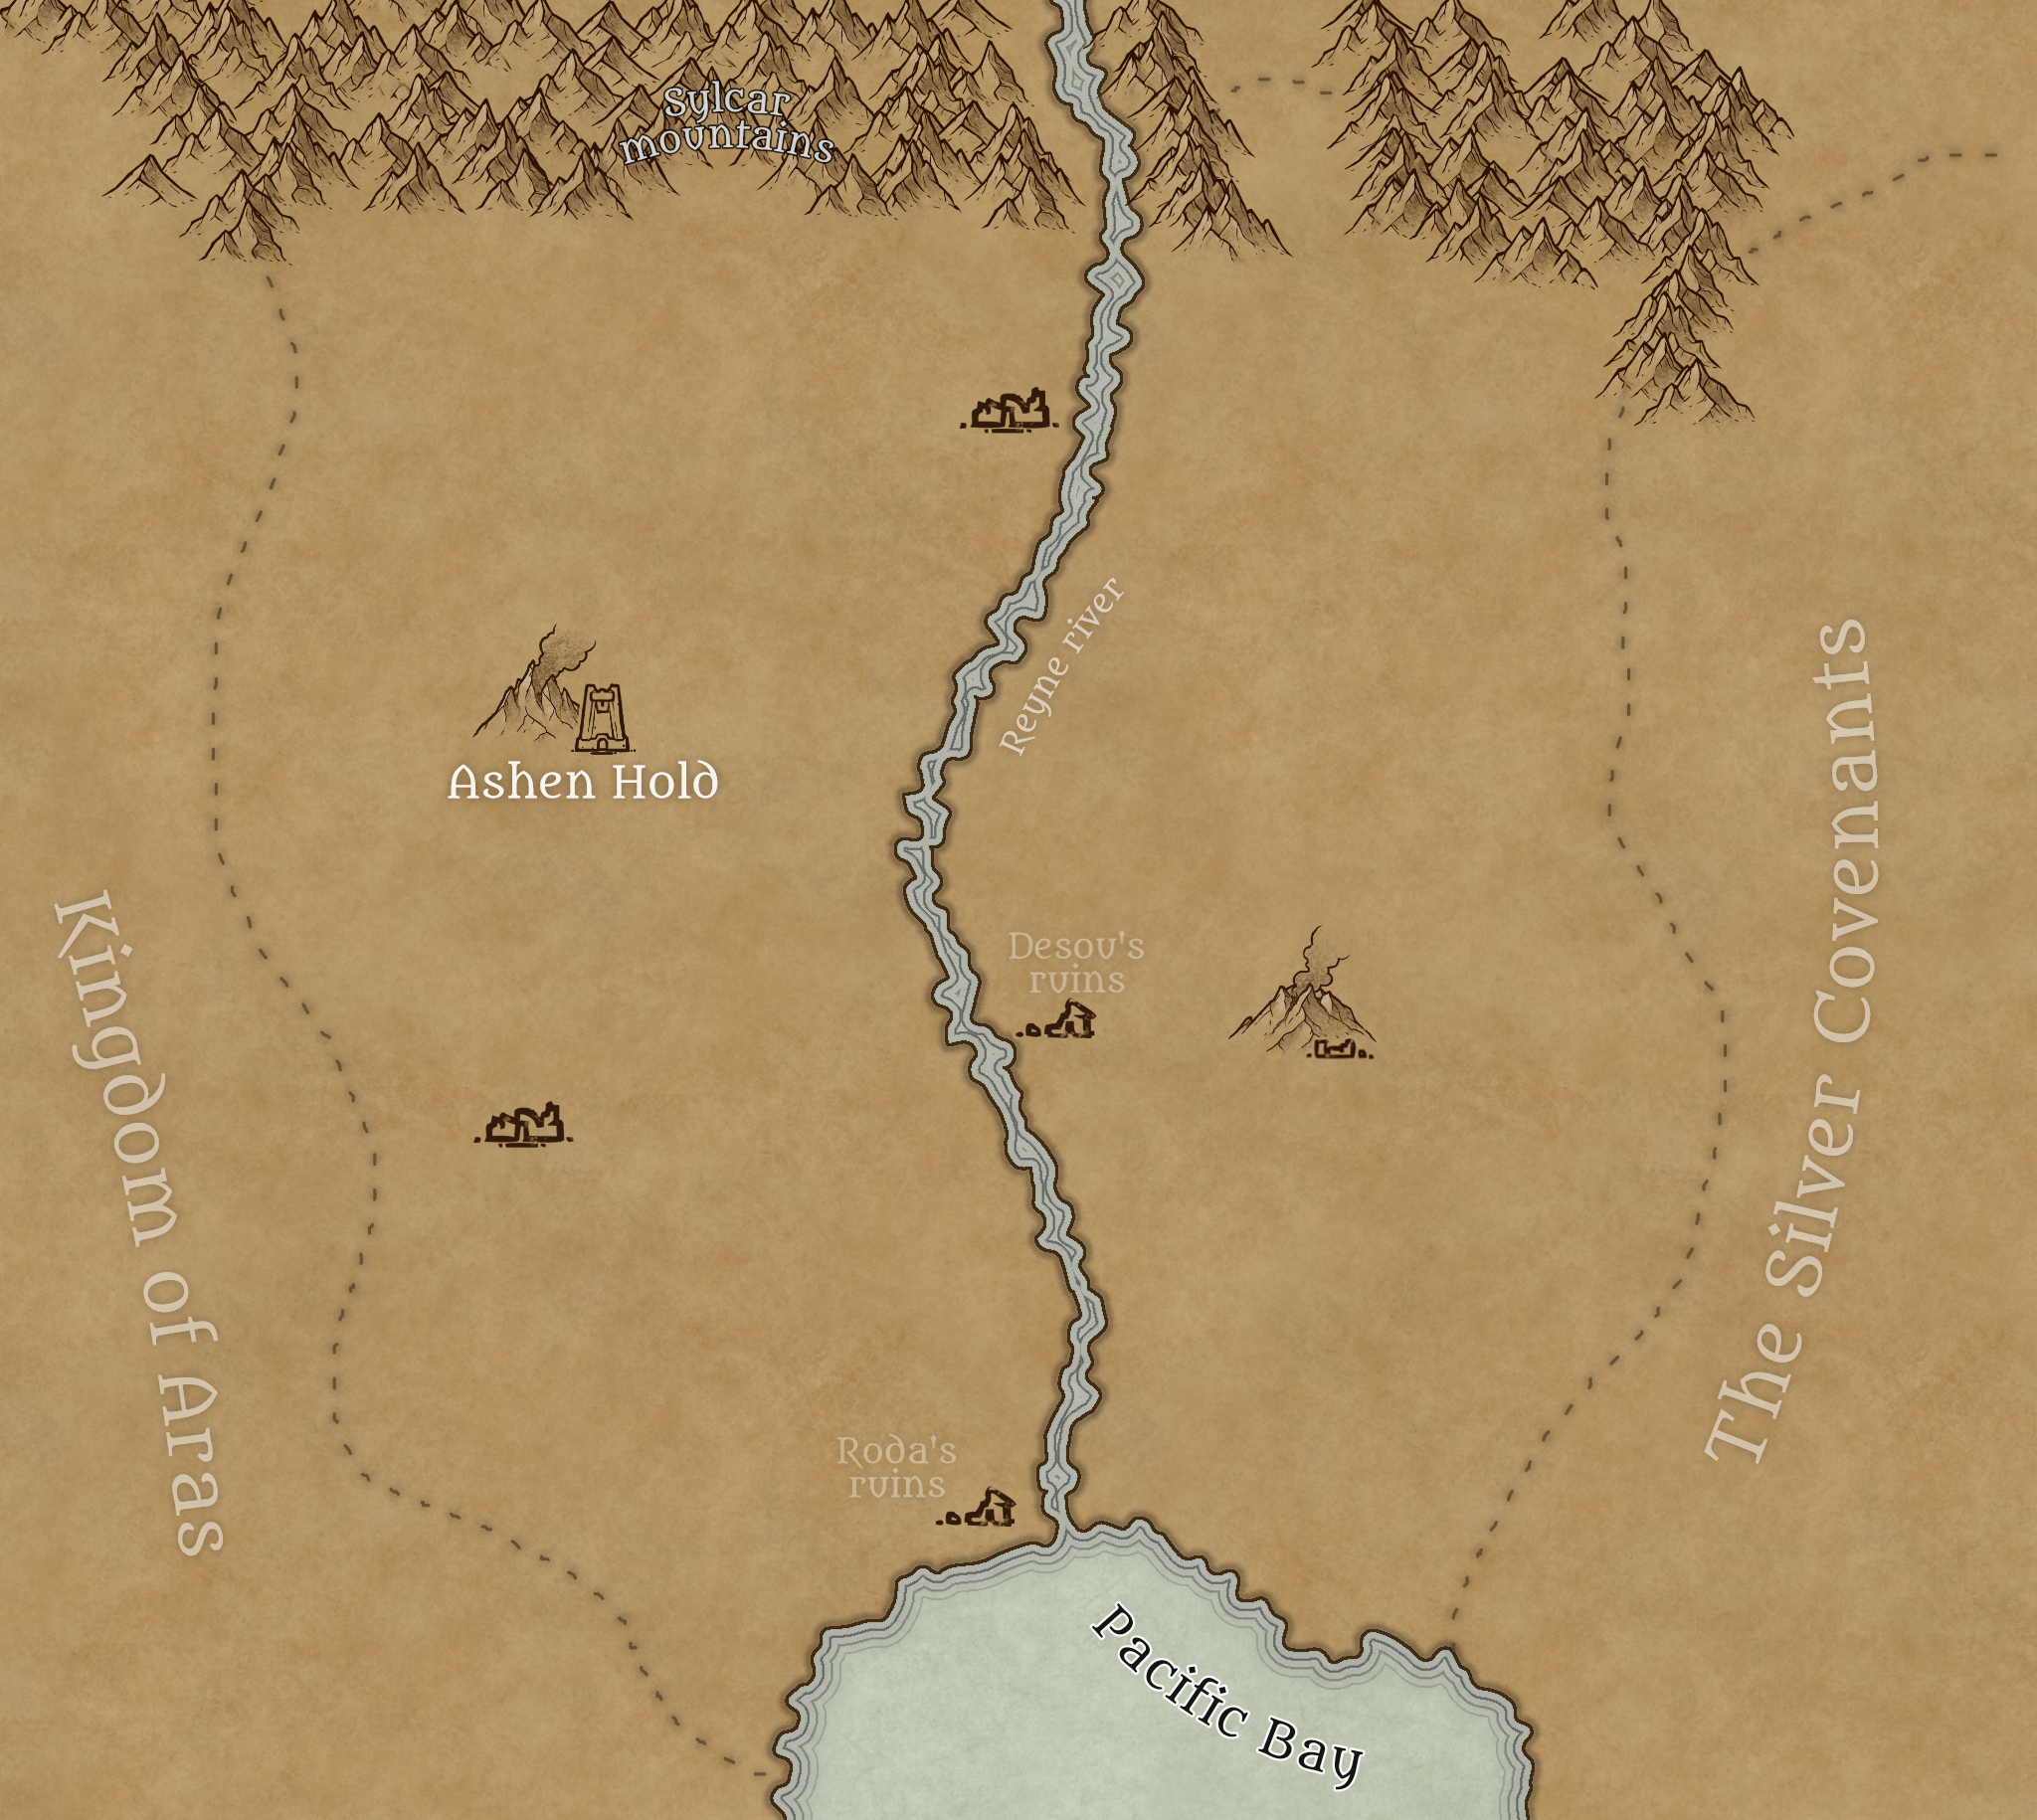 Sylcar
mountains
Reyne river
Ashen Hold
The Silver Covenants
Kingdom of Aras
Desou's
ruins
Roda's
ruins
Pacific Bay